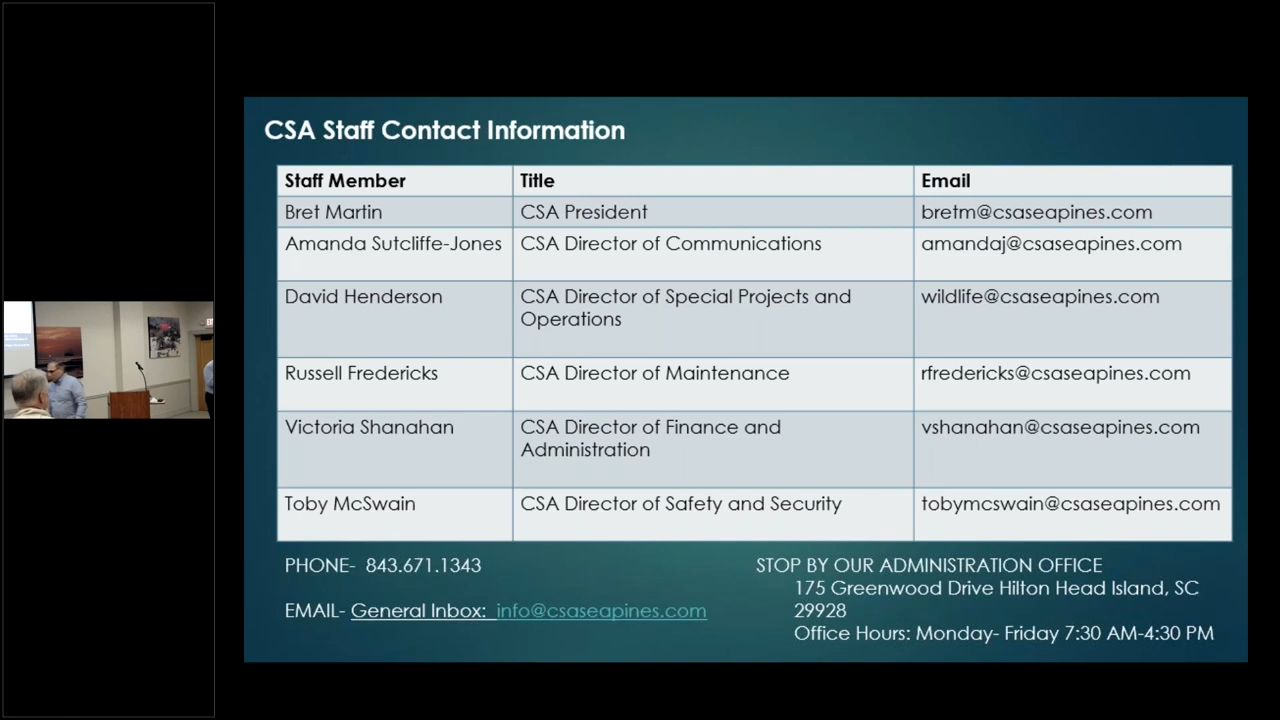 CSA Staff Contact Information
Staff Member Title Email
Bret Martin CSA President bretm@csaseapines.com
Amanda Sutcliffe-Jones CSA Director of Communications amandaj@csaseapines.com
David Henderson CSA Director of Special Projects and wildlife@csaseapines.com
Operations
Russell Fredericks CSA Director of Maintenance rfredericks@csaseapines.com
Victoria Shanahan CSA Director of Finance and vshanahan@csaseapines.com
Administration
Toby McSwain CSA Director of Safety and Security tobymcswain@csaseapines.com
PHONE- 843.671.1343
EMAIL- General Inbox: info@csaseapines.com
STOP BY OUR ADMINISTRATION OFFICE
175 Greenwood Drive Hilton Head Island, SC
29928
Office Hours: Monday- Friday 7:30 AM-4:30 PM